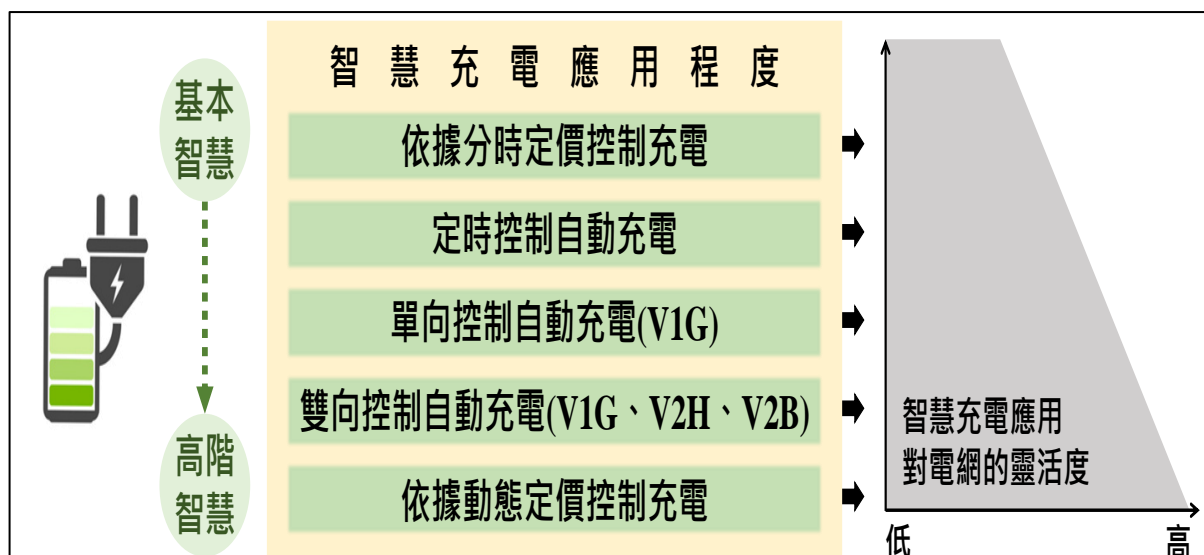 智慧充電應用程度
基本
智慧
依據分時定價控制充電
定時控制自動充電
單向控制自動充電(V1G)
雙向控制自動充電(V1G、V2H、V2B)
高階
智慧
依據動態定價控制充電
智慧充電應用
對電網的靈活度
低
高